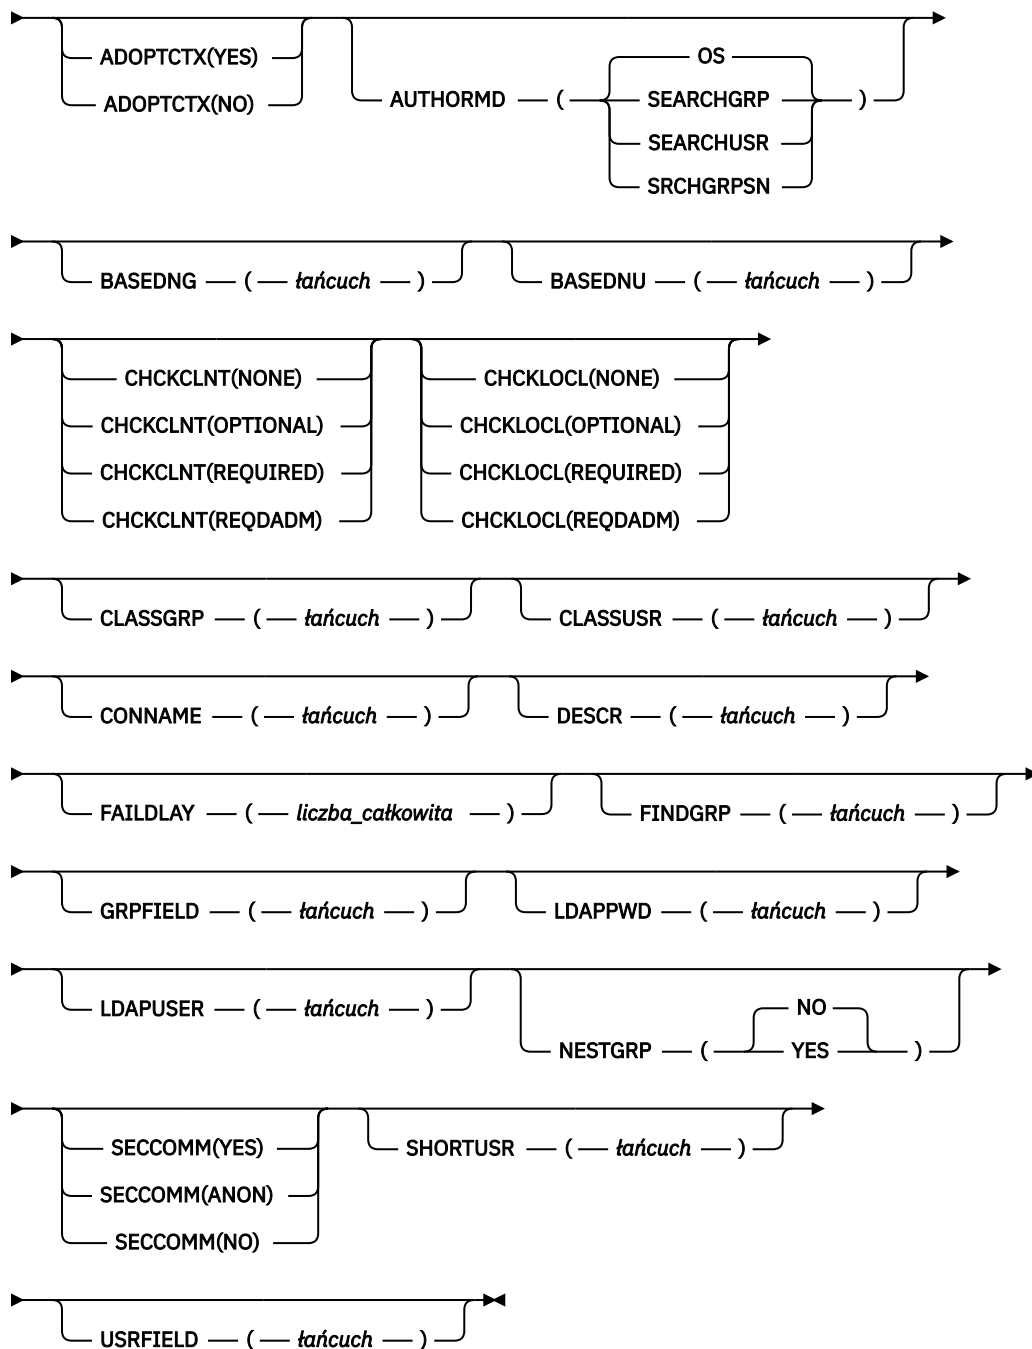 ADOPTCTX(YES)
ADOPTCTX(NO)
AUTHORMD ( OS
SEARCHGRP )
SEARCHUSR
SRCHGRPSN
BASEDNG ( łańcuch ) BASEDNU ( łańcuch )
CHCKCLNT(NONE) CHCKLOCL(NONE)
CHCKCLNT(OPTIONAL) CHCKLOCL(OPTIONAL)
CHCKCLNT(REQUIRED) CHCKLOCL(REQUIRED)
CHCKCLNT(REQDADM) CHCKLOCL(REQDADM)
CLASSGRP ( łańcuch ) CLASSUSR ( łańcuch )
CONNAME ( łańcuch ) DESCR ( łańcuch )
FAILDLAY ( liczba_całkowita ) FINDGRP ( łańcuch )
GRPFIELD ( łańcuch ) LDAPPWD ( łańcuch )
LDAPUSER ( łańcuch )
NO
NESTGRP ( YES )
SECCOMM(YES) SHORTUSR ( łańcuch )
SECCOMM(ANON)
SECCOMM(NO)
USRFIELD ( łańcuch )